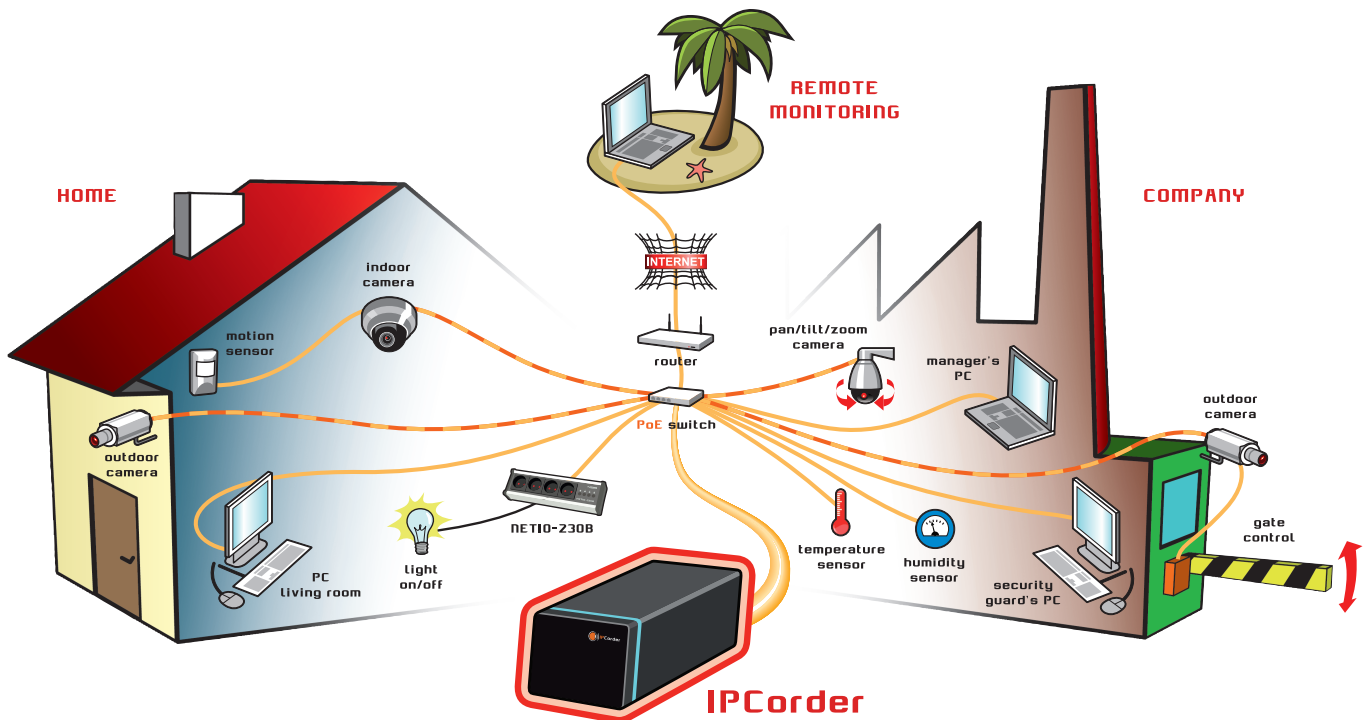 REMOTE
MONITORING
HOME
COMPANY
INTERNET
indoor
camera
motion
sensor
router
pan/tilt/zoom
camera
manager's
PC
outdoor
camera
PoE switch
outdoor
camera
NETIO-230B
light
on/off
PC
living room
temperature
sensor
humidity
sensor
security
guard's PC
gate
control
IPCorder
IPCorder